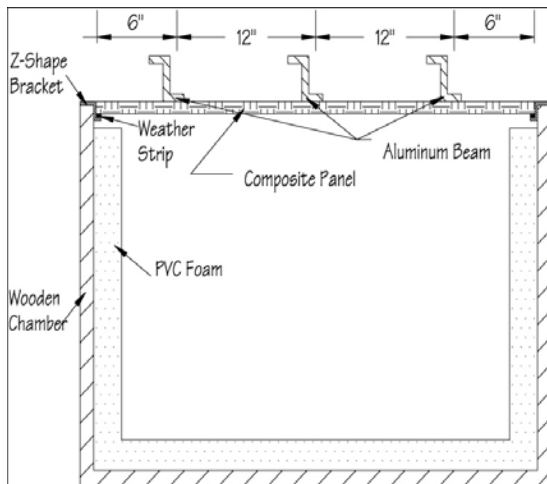 6" 12" 12" 6"
Z-Shape
Bracket
Weather
Strip
Aluminum Beam
Composite Panel
PVC Foam
Wooden
Chamber